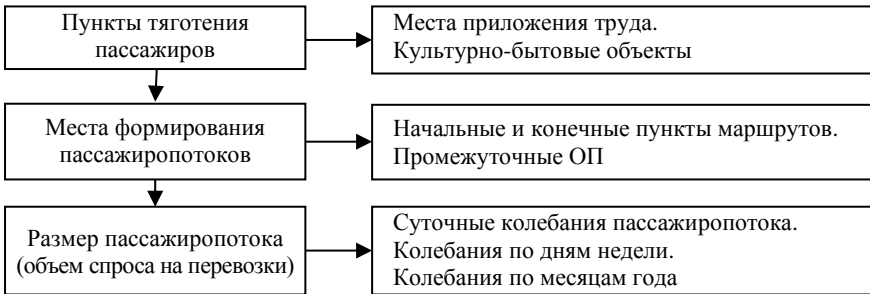 Пункты тяготения
пассажиров
Места приложения труда.
Культурно-бытовые объекты
Места формирования
пассажиропотоков
Начальные и конечные пункты маршрутов.
Промежуточные ОП
Размер пассажиропотока
(объем спроса на перевозки)
Суточные колебания пассажиропотока.
Колебания по дням недели.
Колебания по месяцам года